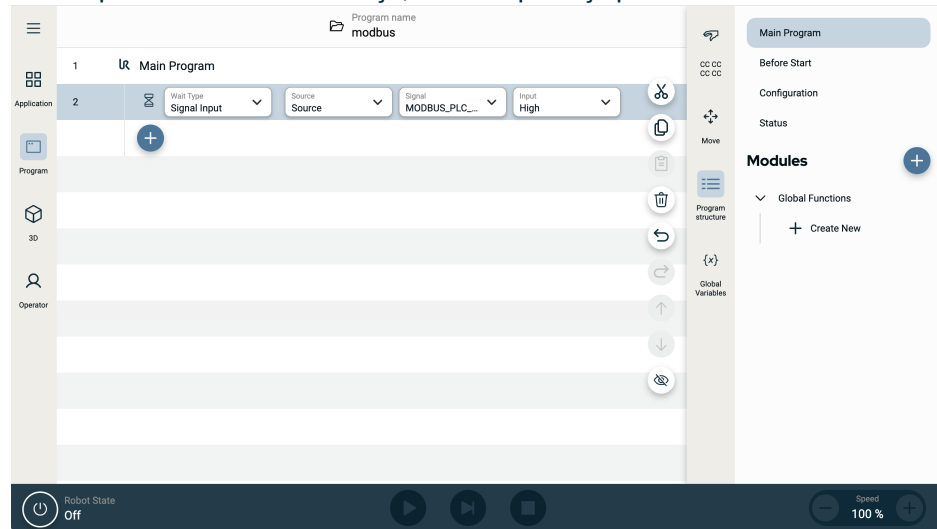 Program name
modbus
1 Main Program
2
Wait Type
Signal Input
Source
Source
Signal
MODBUS_PLC_...
Input
High
Application
Program
3D
Operator
CC CC
CC CC
Move
Program
structure
{x}
Global
Variables
Main Program
Before Start
Configuration
Status
Modules
Global Functions
Create New
Robot State
Off
Speed
100 %